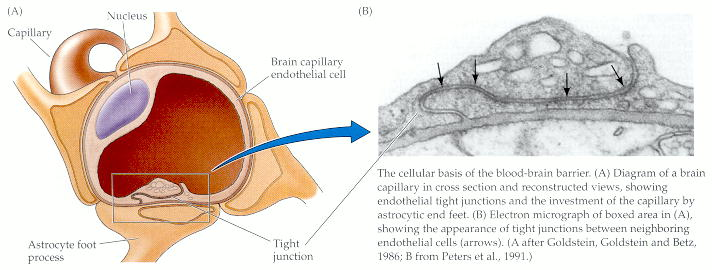 (A)
Nucleus
Capillary
Brain capillary
endothelial cell
Astrocyte foot
process
Tight
junction
(B)
The cellular basis of the blood-brain barrier. (A) Diagram of a brain
capillary in cross section and reconstructed views, showing
endothelial tight junctions and the investment of the capillary by
astrocytic end feet. (B) Electron micrograph of boxed area in (A),
showing the appearance of tight junctions between neighboring
endothelial cells (arrows). (A after Goldstein, Goldstein and Betz,
1986; B from Peters et al., 1991.)